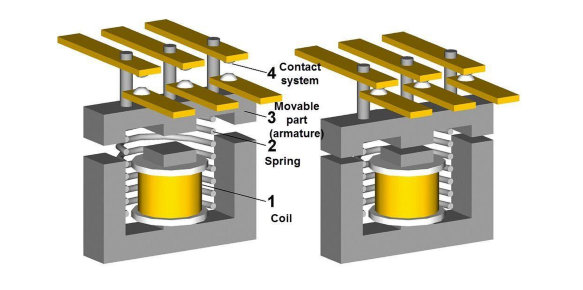 4 Contact
system
3 Movable
part
(armature)
2
Spring
1
Coil